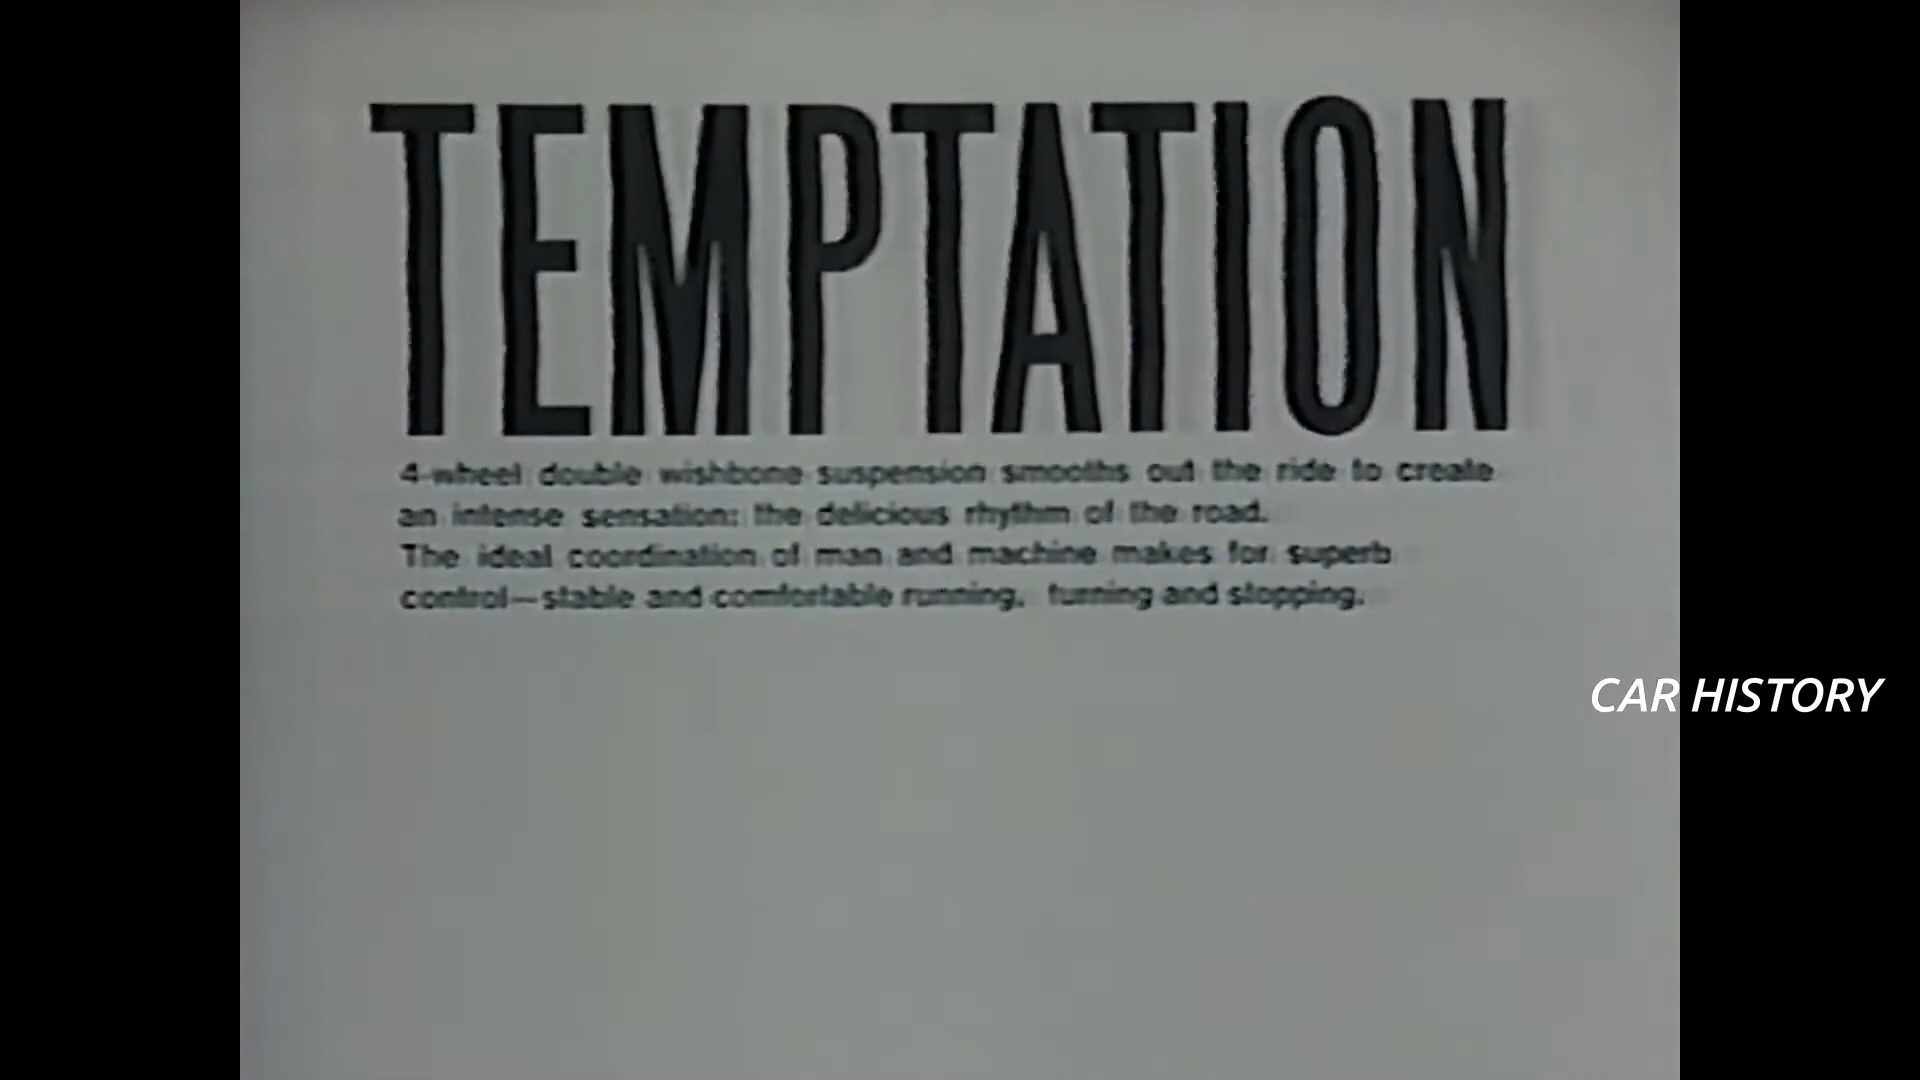 TEMPTATION
4-wheel double wishbone suspension smooths out the ride to create
an intense sensation: the delicious rhythm of the road.
The ideal coordination of man and machine makes for superb
control—stable and comfortable running, turning and stopping.
CAR HISTORY